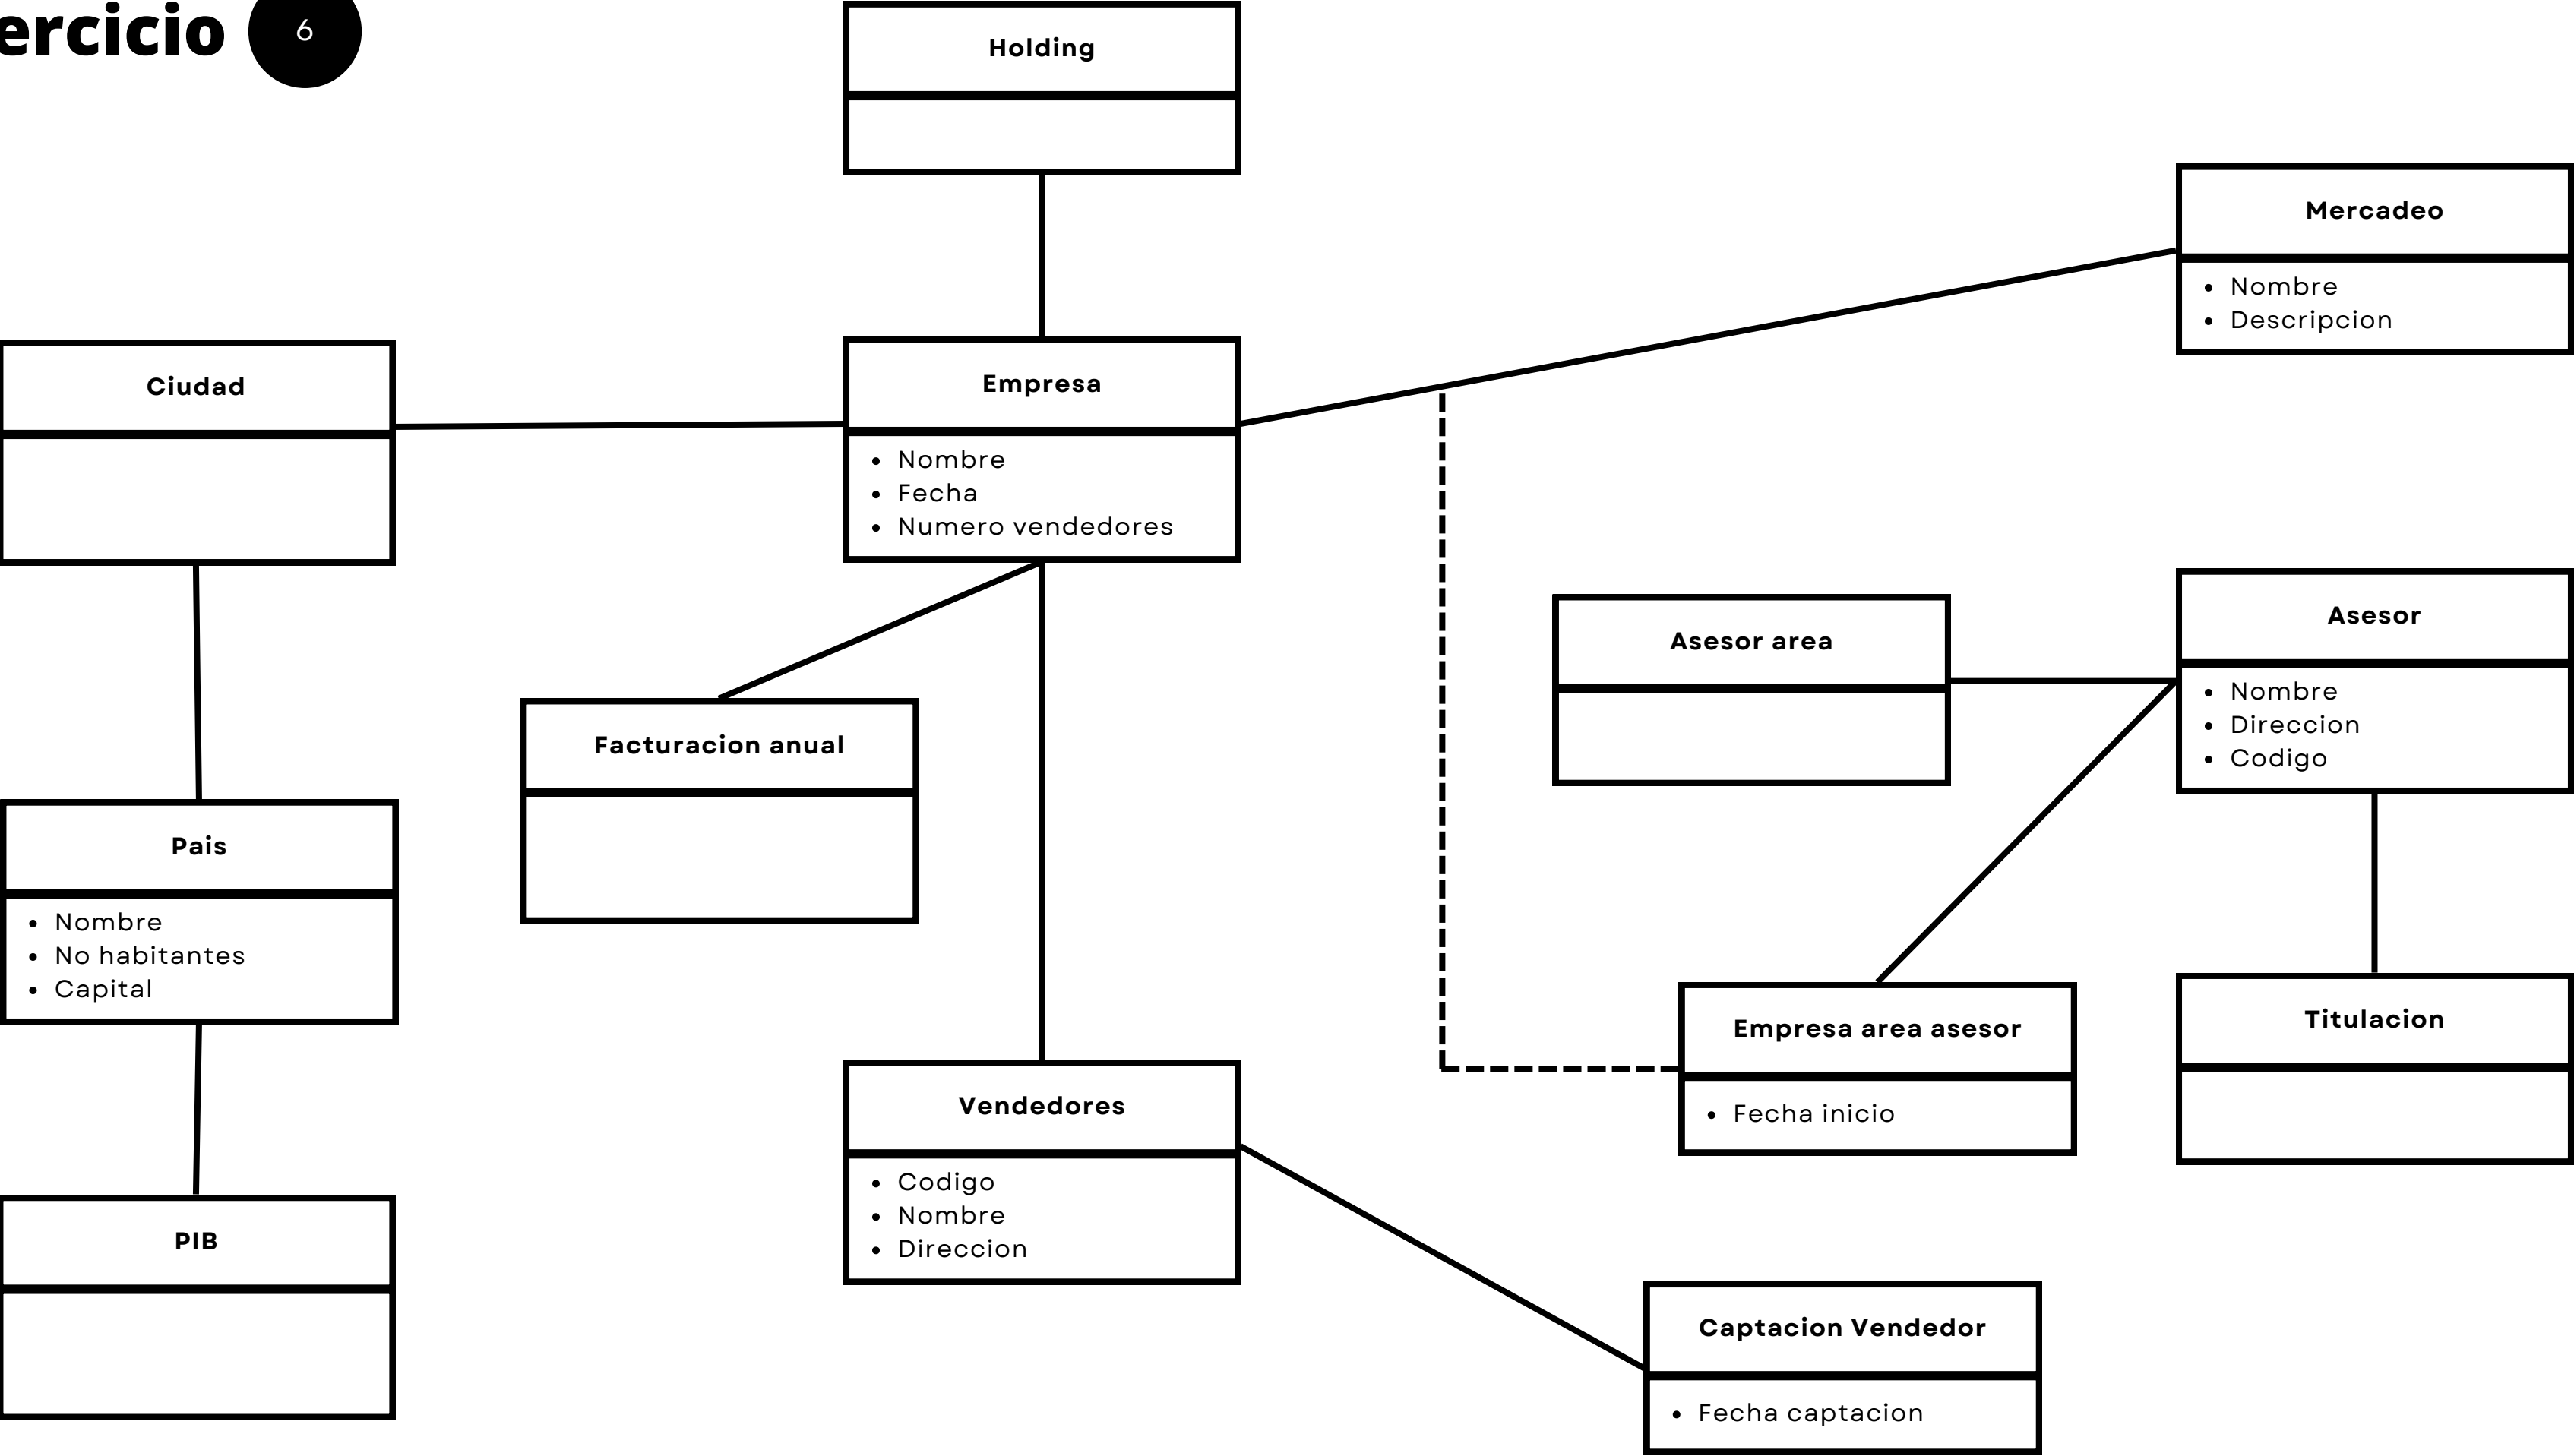 ercicio
6
Holding
Mercadeo
Nombre
Descripcion
Ciudad
Empresa
Nombre
Fecha
Numero vendedores
Asesor area
Asesor
Nombre
Direccion
Codigo
Facturacion anual
Pais
Nombre
No habitantes
Capital
Empresa area asesor
Fecha inicio
Titulacion
Vendedores
Codigo
Nombre
Direccion
PIB
Captacion Vendedor
Fecha captacion